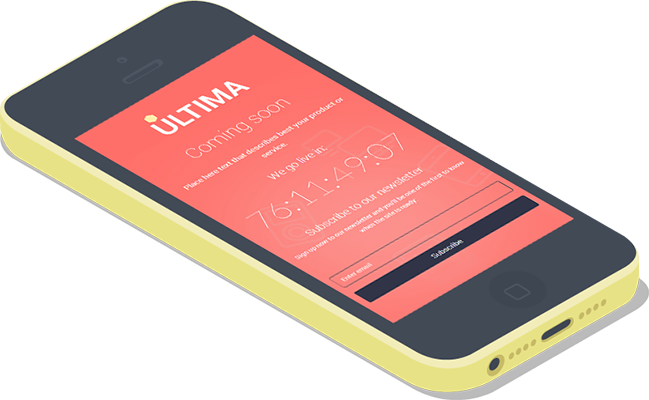 ULTIMA
Coming soon
Place here text that describes best your product or
service.
We go live in:
76:11:49:07
Subscribe to our newsletter
Sign up now to our newsletter and you'll be one of the first to know
when the site is ready
Enter email
Subscribe